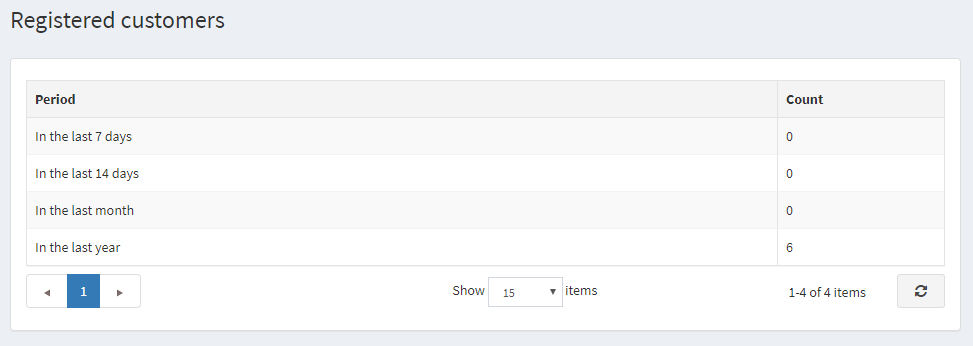 Registered customers
Period Count
In the last 7 days 0
In the last 14 days 0
In the last month 0
In the last year 6
1 Show 15 items 1-4 of 4 items